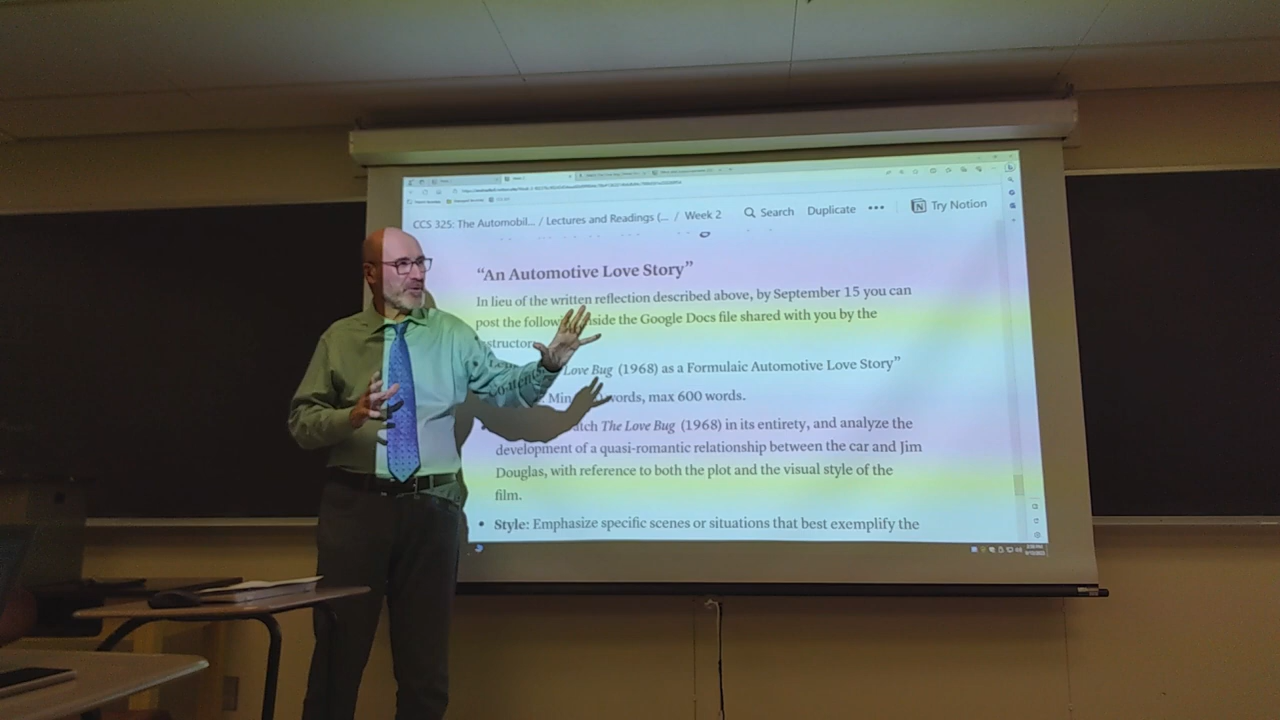 CCS 325: The Automobil... / Lectures and Readings (... / Week 2
Search Duplicate ••• Try Notion
“An Automotive Love Story”
In lieu of the written reflection described above, by September 15 you can
post the follow inside the Google Docs file shared with you by the
structor
Love Bug (1968) as a Formulaic Automotive Love Story”
Min words, max 600 words.
atch The Love Bug (1968) in its entirety, and analyze the
development of a quasi-romantic relationship between the car and Jim
Douglas, with reference to both the plot and the visual style of the
film.
• Style: Emphasize specific scenes or situations that best exemplify the